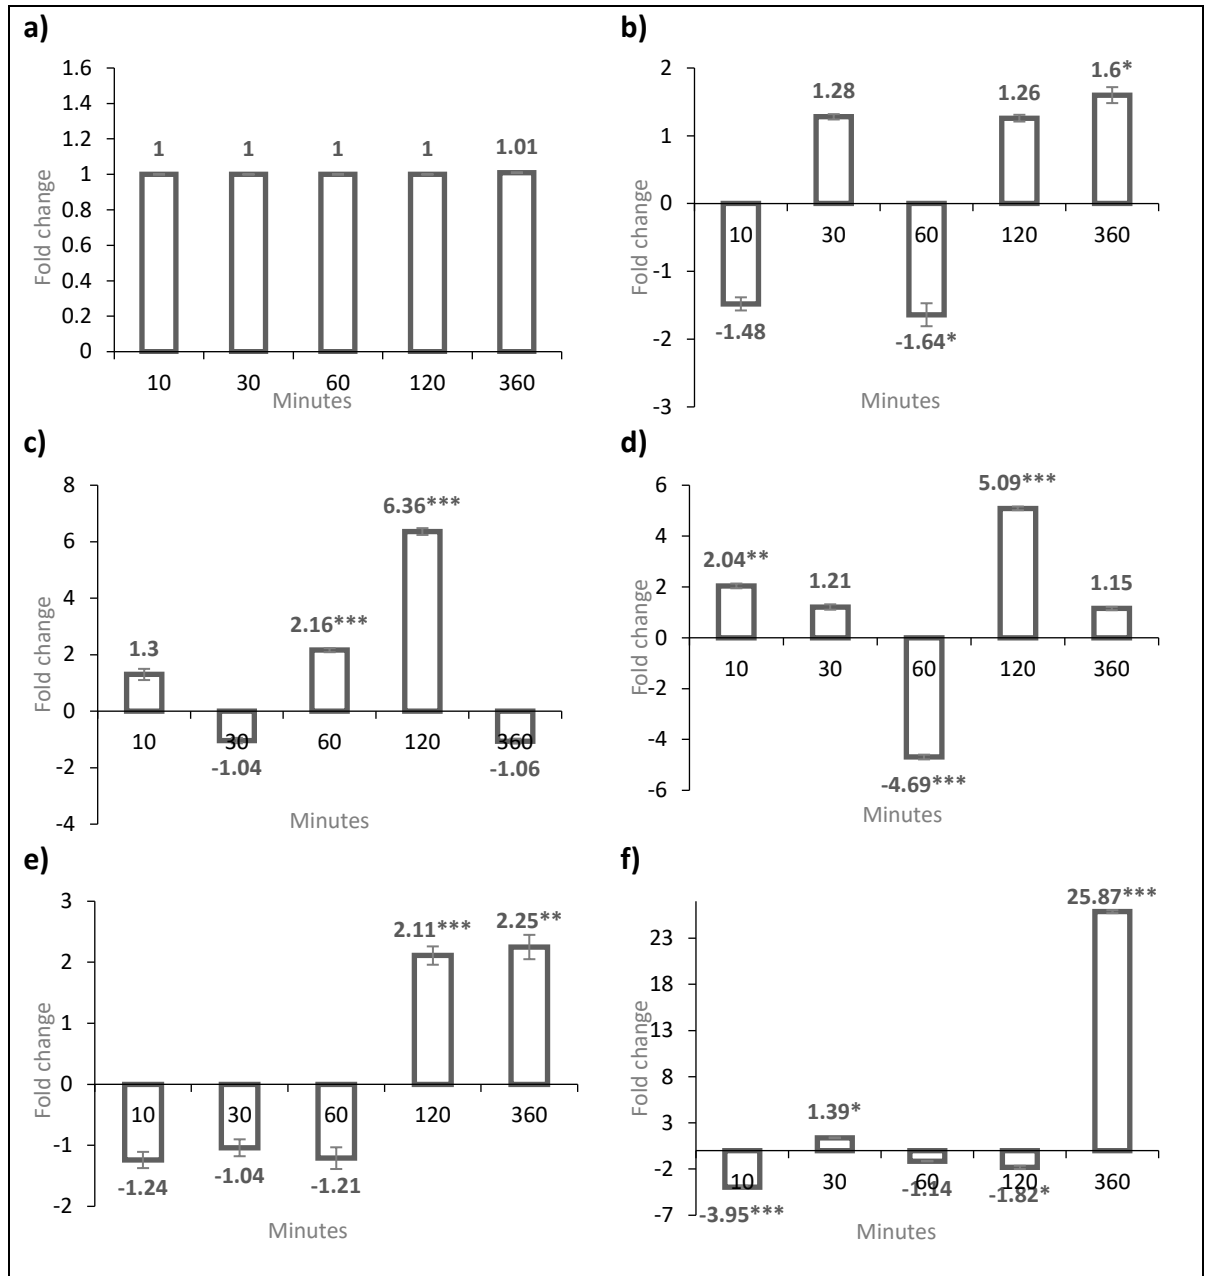 a)
1.6
1.4
1.2
1
0.8
0.6
0.4
0.2
0
Fold change
1 1 1 1 1.01
10 30 60 120 360
Minutes
b)
2
1
0
-1
-2
-3
Fold change
-1.48 1.28 -1.64* 1.26 1.6*
10 30 60 120 360
Minutes
c)
8
6
4
2
0
-2
-4
Fold change
1.3 -1.04 2.16*** 6.36*** -1.06
10 30 60 120 360
Minutes
d)
6
4
2
0
-2
-4
-6
Fold change
2.04** 1.21 -4.69*** 5.09*** 1.15
10 30 60 120 360
Minutes
e)
3
2
1
0
-1
-2
Fold change
-1.24 -1.04 -1.21 2.11*** 2.25**
10 30 60 120 360
Minutes
f)
23
18
13
8
3
-2
-7
Fold change
-3.95*** 1.39* -1.14 -1.82* 25.87***
10 30 60 120 360
Minutes